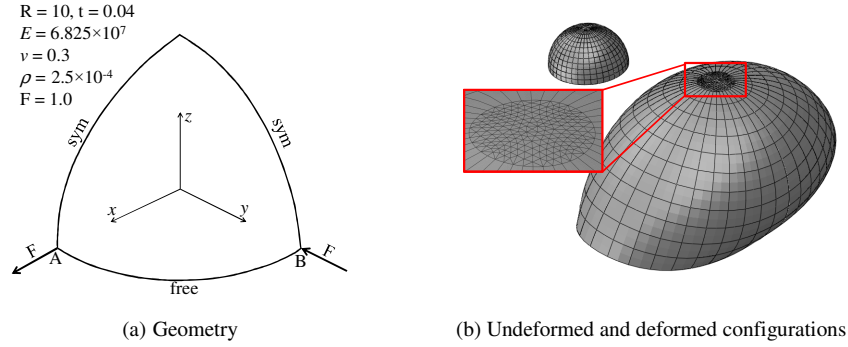 R = 10, t = 0.04
E = 6.825×10⁷
ν = 0.3
ρ = 2.5×10⁻⁴
F = 1.0
sym
sym
z
x
y
F
A
B
F
free
(a) Geometry
(b) Undeformed and deformed configurations